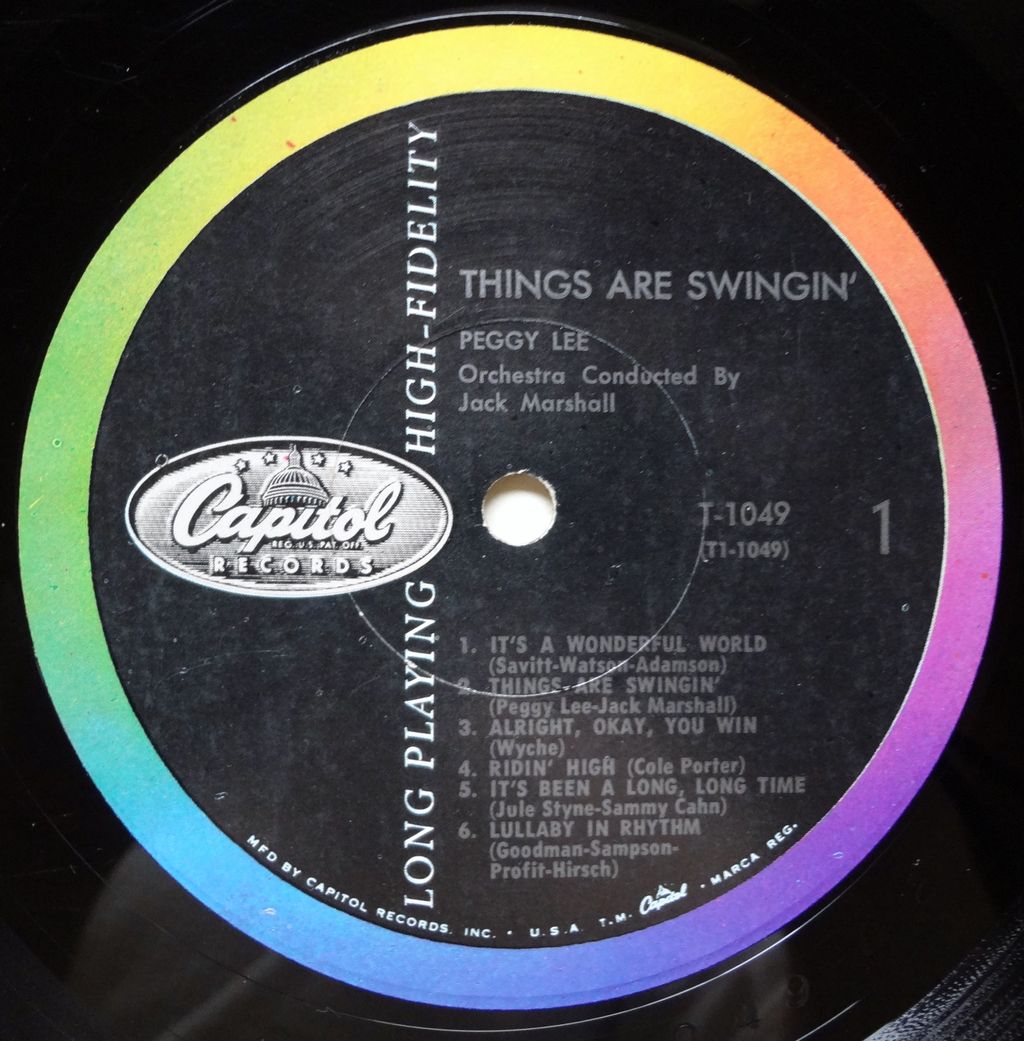 THINGS ARE SWINGIN'
PEGGY LEE
Orchestra Conducted By
Jack Marshall
LONG PLAYING HIGH-FIDELITY
Capitol
REG. U.S. PAT. OFF.
RECORDS
T-1049
(T1-1049)
1
1. IT'S A WONDERFUL WORLD
(Savitt-Watson-Adamson)
2. THINGS ARE SWINGIN'
(Peggy Lee-Jack Marshall)
3. ALRIGHT, OKAY, YOU WIN
(Wyche)
4. RIDIN' HIGH (Cole Porter)
5. IT'S BEEN A LONG, LONG TIME
(Jule Styne-Sammy Cahn)
6. LULLABY IN RHYTHM
(Goodman-Sampson-
Profit-Hirsch)
MFD BY CAPITOL RECORDS, INC. • U.S.A. T.M. Capitol • MARCA REG.